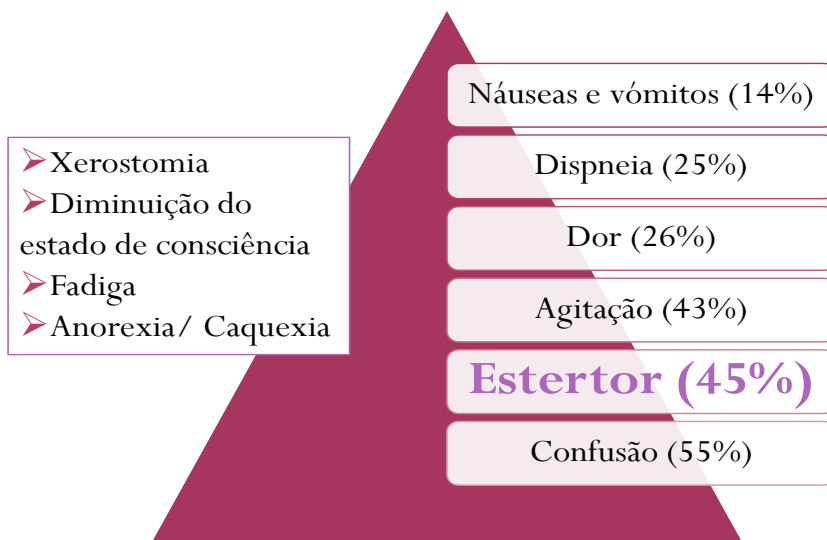 ➢Xerostomia
➢Diminuição do
estado de consciência
➢Fadiga
➢Anorexia/ Caquexia
Náuseas e vómitos (14%)
Dispneia (25%)
Dor (26%)
Agitação (43%)
Estertor (45%)
Confusão (55%)